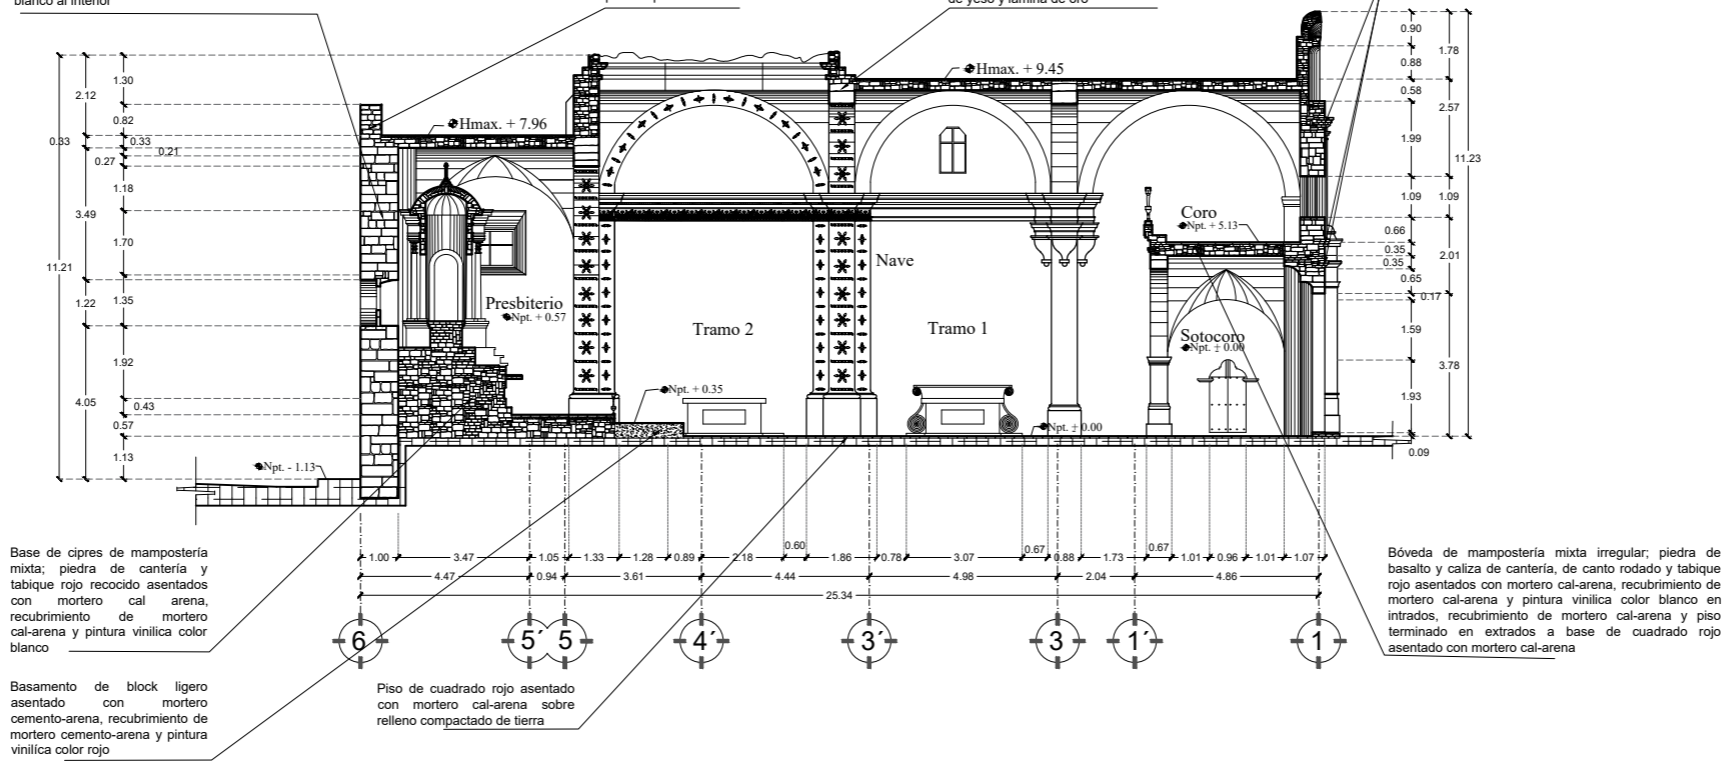 blanco al interior
de yeso y lámina de oro
Hmax. + 9.45
Hmax. + 7.96
Coro
Npt. + 5.13
Nave
Presbiterio
Npt. + 0.57
Tramo 2
Tramo 1
Sotocoro
Npt. ± 0.00
Npt. + 0.35
Npt. ± 0.00
Npt. - 1.13
11.21
0.33
2.12
3.49
1.22
4.05
1.30
0.82
0.33
0.21
0.27
1.18
1.70
1.35
1.92
0.43
0.57
1.13
0.90
0.88
0.58
1.99
1.09
0.66
0.35
0.35
0.65
0.17
1.59
1.93
0.09
1.78
2.57
1.09
2.01
3.78
11.23
1.00 3.47 1.05 1.33 1.28 0.89 2.18 0.60 1.86 0.78 3.07 0.67 0.88 1.73 0.67 1.01 0.96 1.01 1.07
4.47 0.94 3.61 4.44 4.98 2.04 4.86
25.34
6 5´ 5 4´ 3´ 3 1´ 1
Base de cipres de mampostería
mixta; piedra de cantería y
tabique rojo recocido asentados
con mortero cal arena,
recubrimiento de mortero
cal-arena y pintura vinilica color
blanco
Basamento de block ligero
asentado con mortero
cemento-arena, recubrimiento de
mortero cemento-arena y pintura
vinilíca color rojo
Piso de cuadrado rojo asentado
con mortero cal-arena sobre
relleno compactado de tierra
Bóveda de mampostería mixta irregular; piedra de
basalto y caliza de cantería, de canto rodado y tabique
rojo asentados con mortero cal-arena, recubrimiento de
mortero cal-arena y pintura vinilica color blanco en
intrados, recubrimiento de mortero cal-arena y piso
terminado en extrados a base de cuadrado rojo
asentado con mortero cal-arena